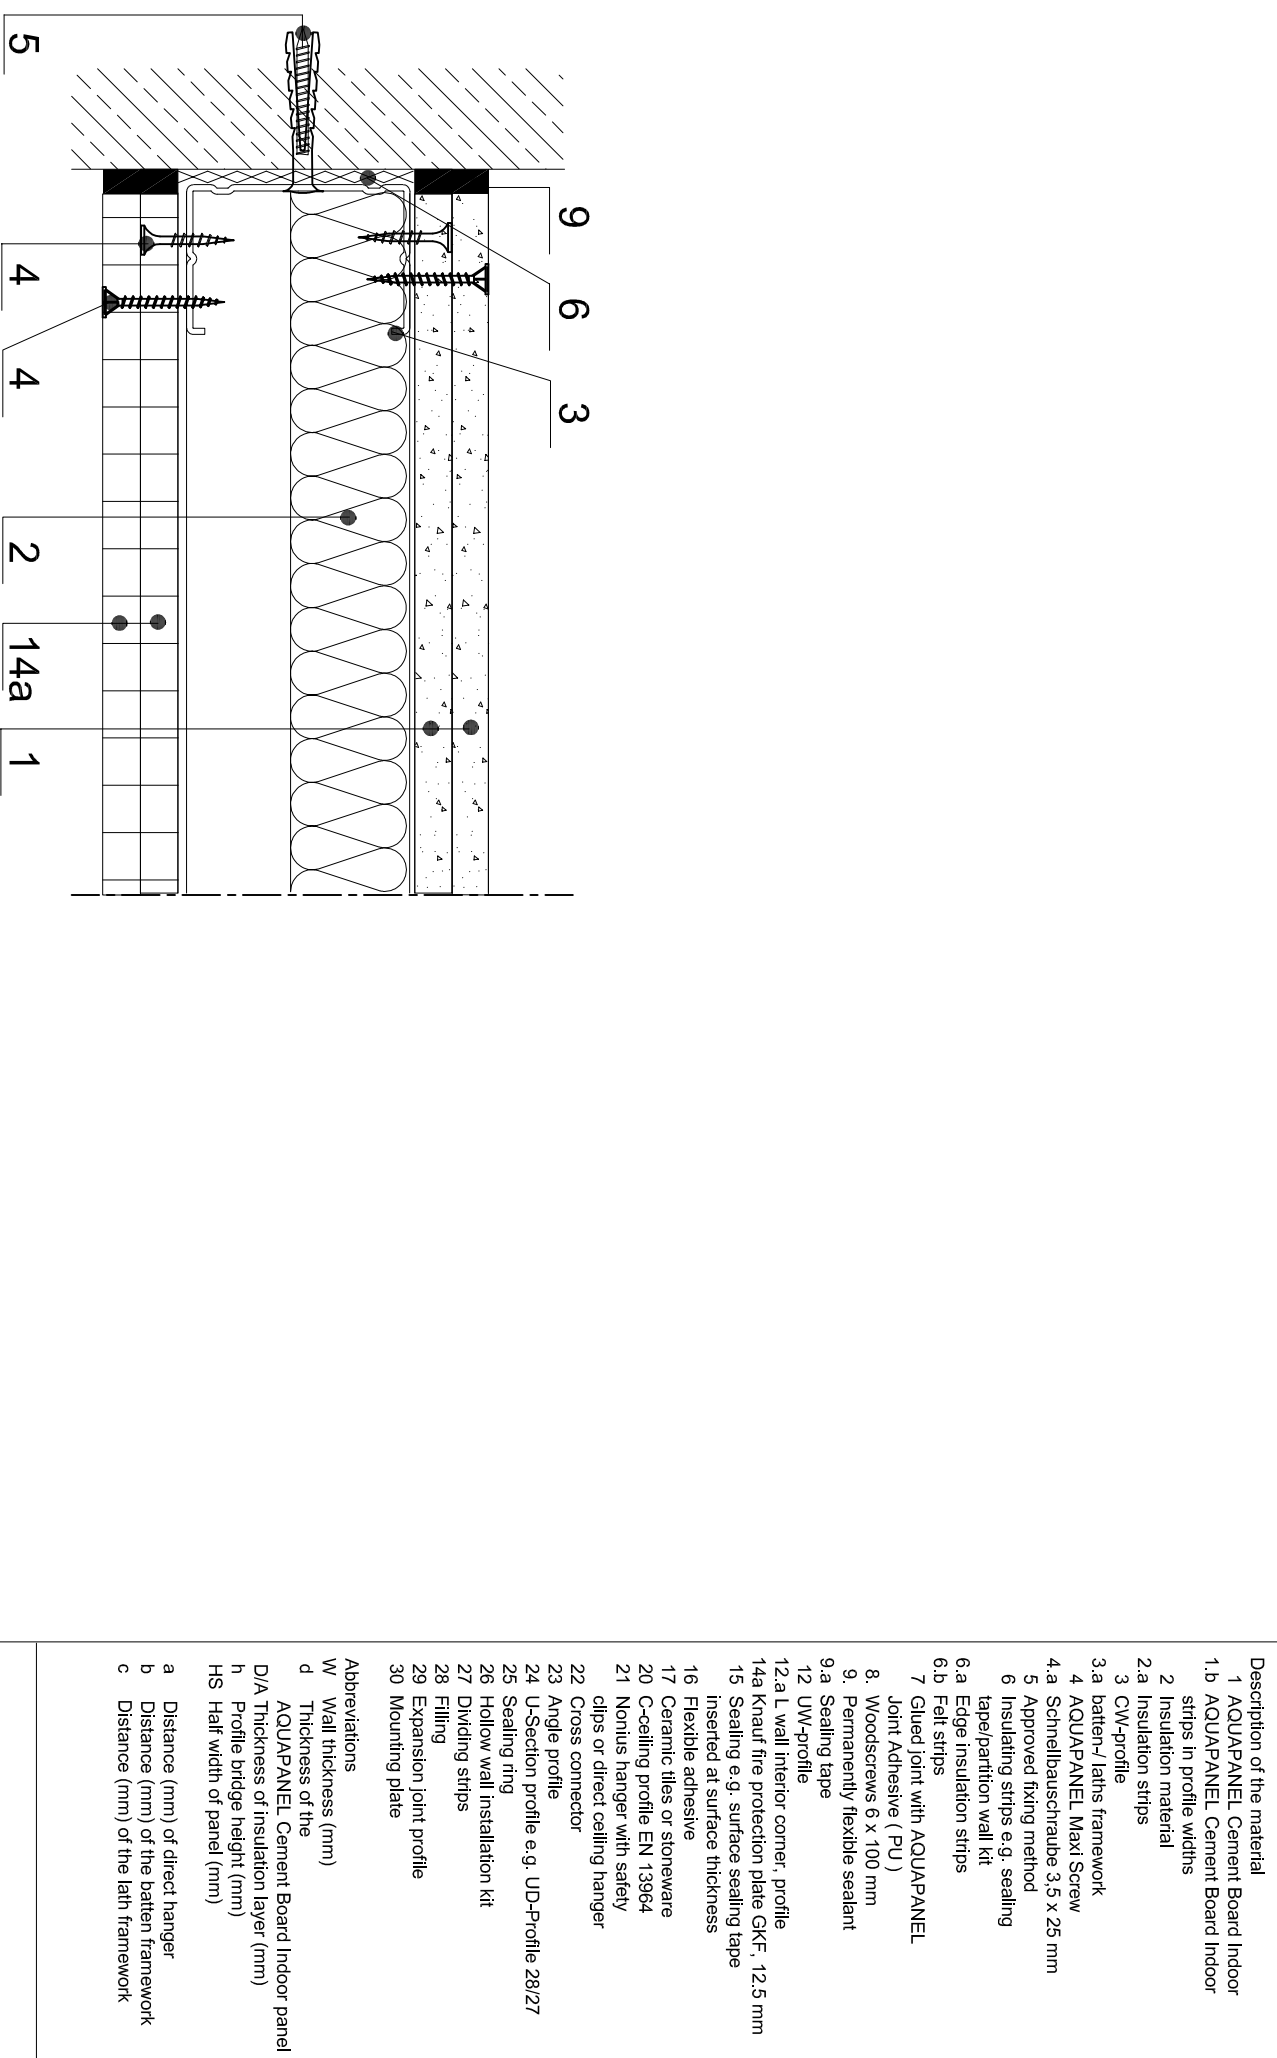 5
9
6
3
4
4
2
14a
1
Description of the material
1 AQUAPANEL Cement Board Indoor
1.b AQUAPANEL Cement Board Indoor
strips in profile widths
2 Insulation material
2.a Insulation strips
3 CW-profile
3.a batten-/ laths framework
4 AQUAPANEL Maxi Screw
4.a Schnellbauschraube 3,5 x 25 mm
5 Approved fixing method
6 Insulating strips e.g. sealing
tape/partition wall kit
6.a Edge insulation strips
6.b Felt strips
7 Glued joint with AQUAPANEL
Joint Adhesive ( PU )
8. Woodscrews 6 x 100 mm
9. Permanently flexible sealant
9.a Sealing tape
12 UW-profile
12.a L wall interior corner, profile
14a Knauf fire protection plate GKF, 12.5 mm
15 Sealing e.g. surface sealing tape
inserted at surface thickness
16 Flexible adhesive
17 Ceramic tiles or stoneware
20 C-ceiling profile EN 13964
21 Nonius hanger with safety
clips or direct ceiling hanger
22 Cross connector
23 Angle profile
24 U-Section profile e.g. UD-Profile 28/27
25 Sealing ring
26 Hollow wall installation kit
27 Dividing strips
28 Filling
29 Expansion joint profile
30 Mounting plate
Abbreviations
W Wall thickness (mm)
d Thickness of the
AQUAPANEL Cement Board Indoor panel
D/A Thickness of insulation layer (mm)
h Profile bridge height (mm)
HS Half width of panel (mm)
a Distance (mm) of direct hanger
b Distance (mm) of the batten framework
c Distance (mm) of the lath framework